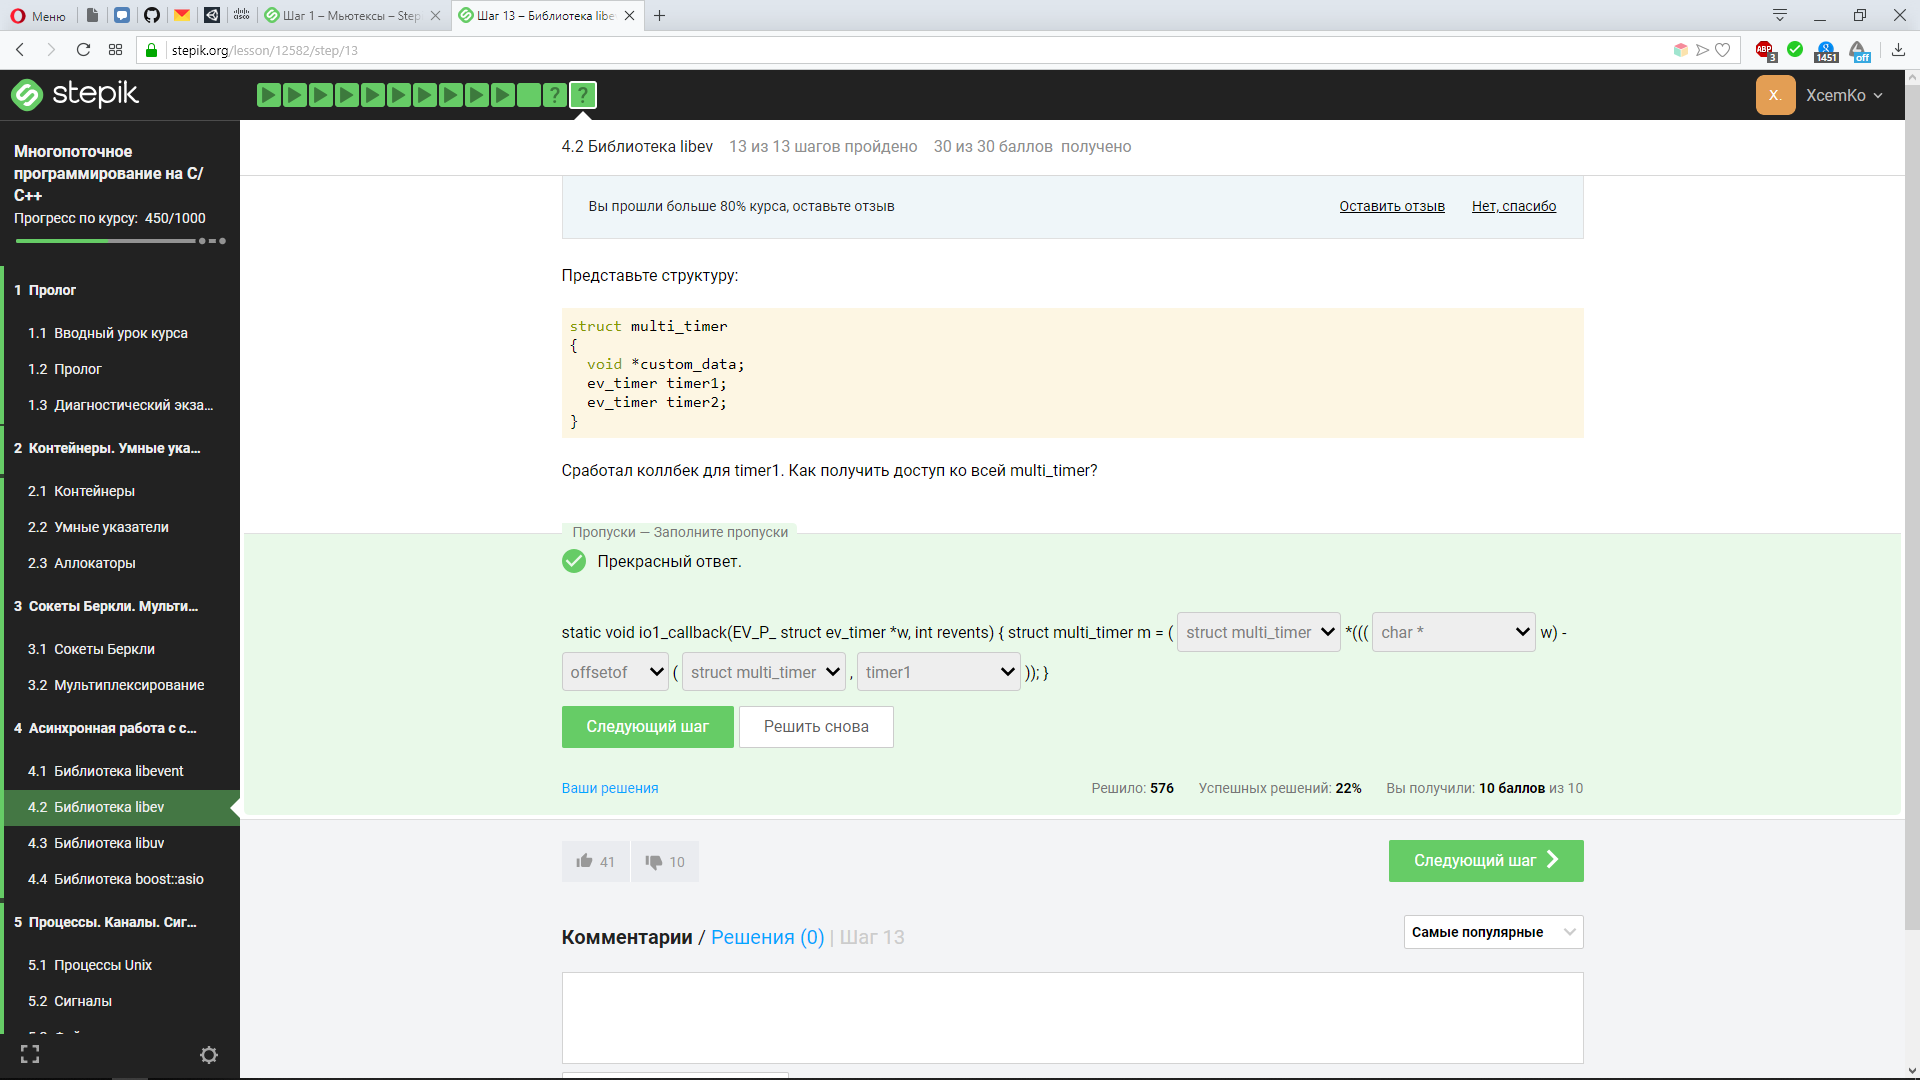 Меню
Шаг 1 – Мьютексы – Step
Шаг 13 – Библиотека libe
stepik.org/lesson/12582/step/13
ABP
3
1451
off
stepik
?
?
X.
XcemKo
Многопоточное
программирование на C/
C++
Прогресс по курсу: 450/1000
1 Пролог
1.1 Вводный урок курса
1.2 Пролог
1.3 Диагностический экза...
2 Контейнеры. Умные ука...
2.1 Контейнеры
2.2 Умные указатели
2.3 Аллокаторы
3 Сокеты Беркли. Мульти...
3.1 Сокеты Беркли
3.2 Мультиплексирование
4 Асинхронная работа с с...
4.1 Библиотека libevent
4.2 Библиотека libev
4.3 Библиотека libuv
4.4 Библиотека boost::asio
5 Процессы. Каналы. Сиг...
5.1 Процессы Unix
5.2 Сигналы
4.2 Библиотека libev 13 из 13 шагов пройдено 30 из 30 баллов получено
Вы прошли больше 80% курса, оставьте отзыв
Оставить отзыв Нет, спасибо
Представьте структуру:
struct multi_timer
{
void *custom_data;
ev_timer timer1;
ev_timer timer2;
}
Сработал коллбек для timer1. Как получить доступ ко всей multi_timer?
Пропуски — Заполните пропуски
Прекрасный ответ.
static void io1_callback(EV_P_ struct ev_timer *w, int revents) { struct multi_timer m = ( struct multi_timer *((( char * w) -
offsetof ( struct multi_timer , timer1 )); }
Следующий шаг Решить снова
Ваши решения Решило: 576 Успешных решений: 22% Вы получили: 10 баллов из 10
41 10
Следующий шаг
Комментарии / Решения (0) | Шаг 13
Самые популярные